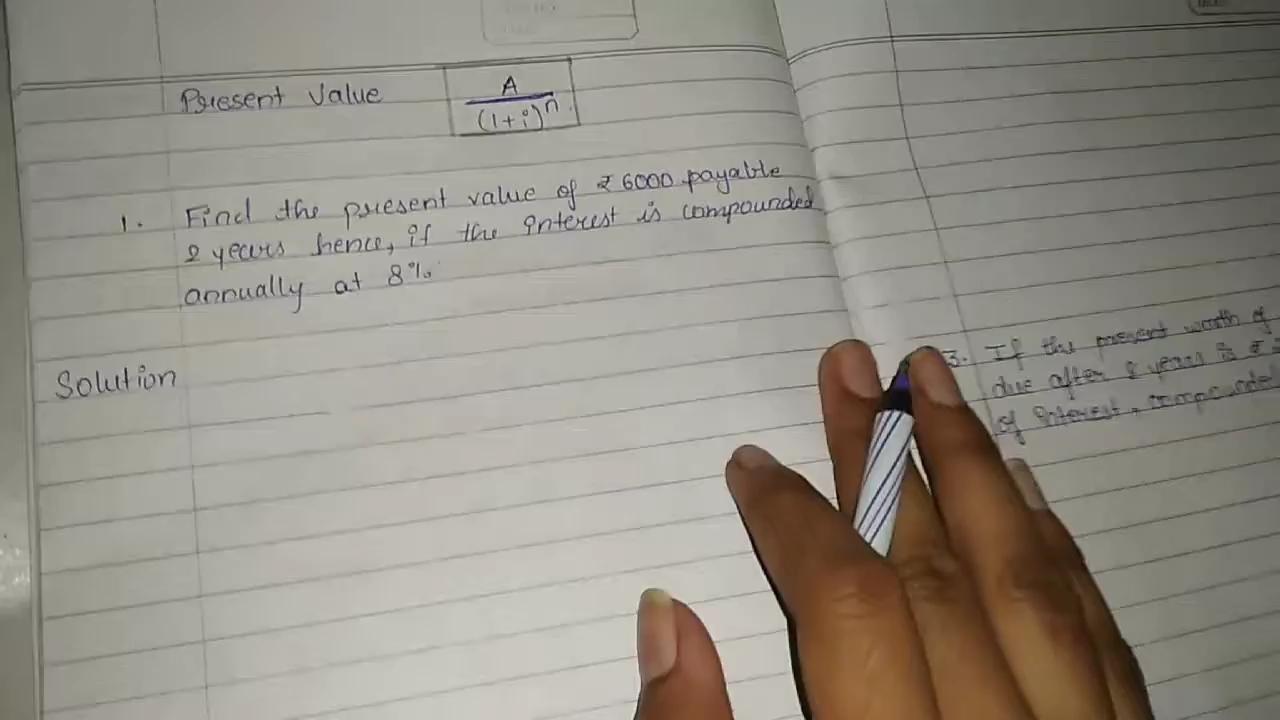 Present Value
A
(1+i)^n
1. Find the present value of ₹ 6000 payable
2 years hence, if the interest is compounded
annually at 8%
Solution
3. If the present worth of
due after 2 years is ₹
of interest, compounded